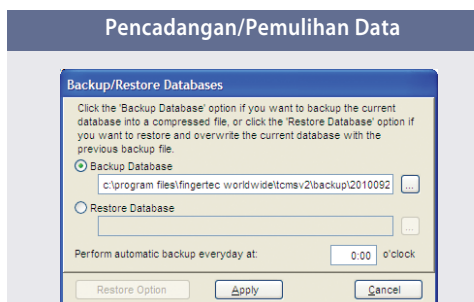 Pencadangan/Pemulihan Data
Backup/Restore Databases
Click the 'Backup Database' option if you want to backup the current
database into a compressed file, or click the 'Restore Database' option if
you want to restore and overwrite the current database with the
previous backup file.
Backup Database
c:\program files\fingertec worldwide\tcmsv2\backup\2010092
...
Restore Database
...
Perform automatic backup everyday at:
0:00 o'clock
Restore Option
Apply
Cancel